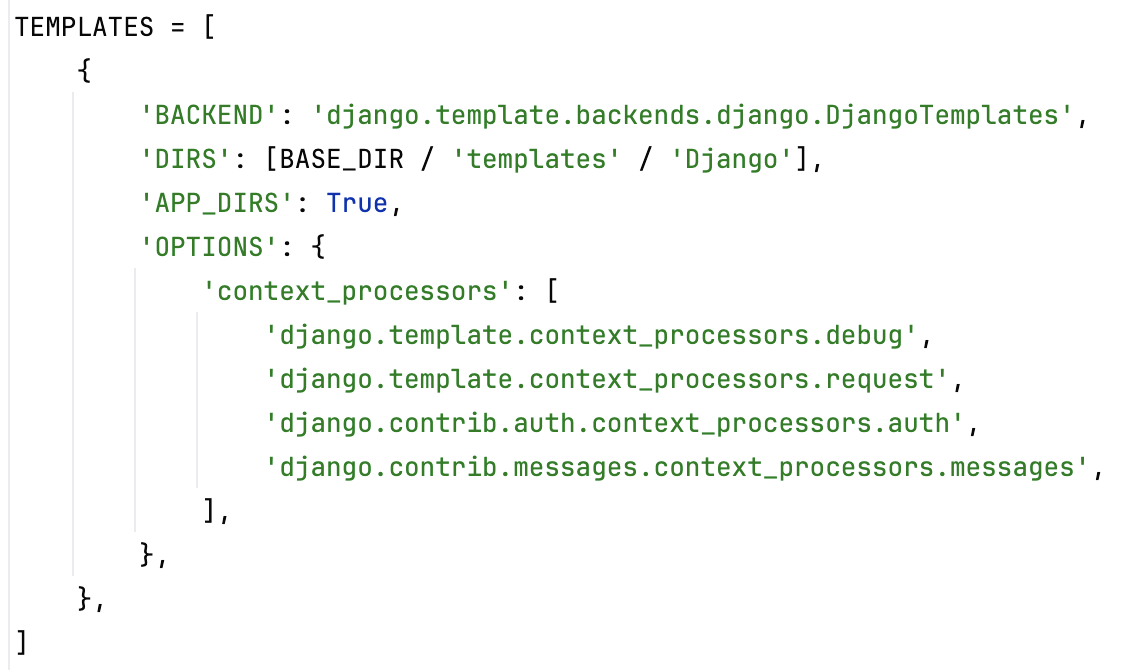 TEMPLATES = [
    {
        'BACKEND': 'django.template.backends.django.DjangoTemplates',
        'DIRS': [BASE_DIR / 'templates' / 'Django'],
        'APP_DIRS': True,
        'OPTIONS': {
            'context_processors': [
                'django.template.context_processors.debug',
                'django.template.context_processors.request',
                'django.contrib.auth.context_processors.auth',
                'django.contrib.messages.context_processors.messages',
            ],
        },
    },
]